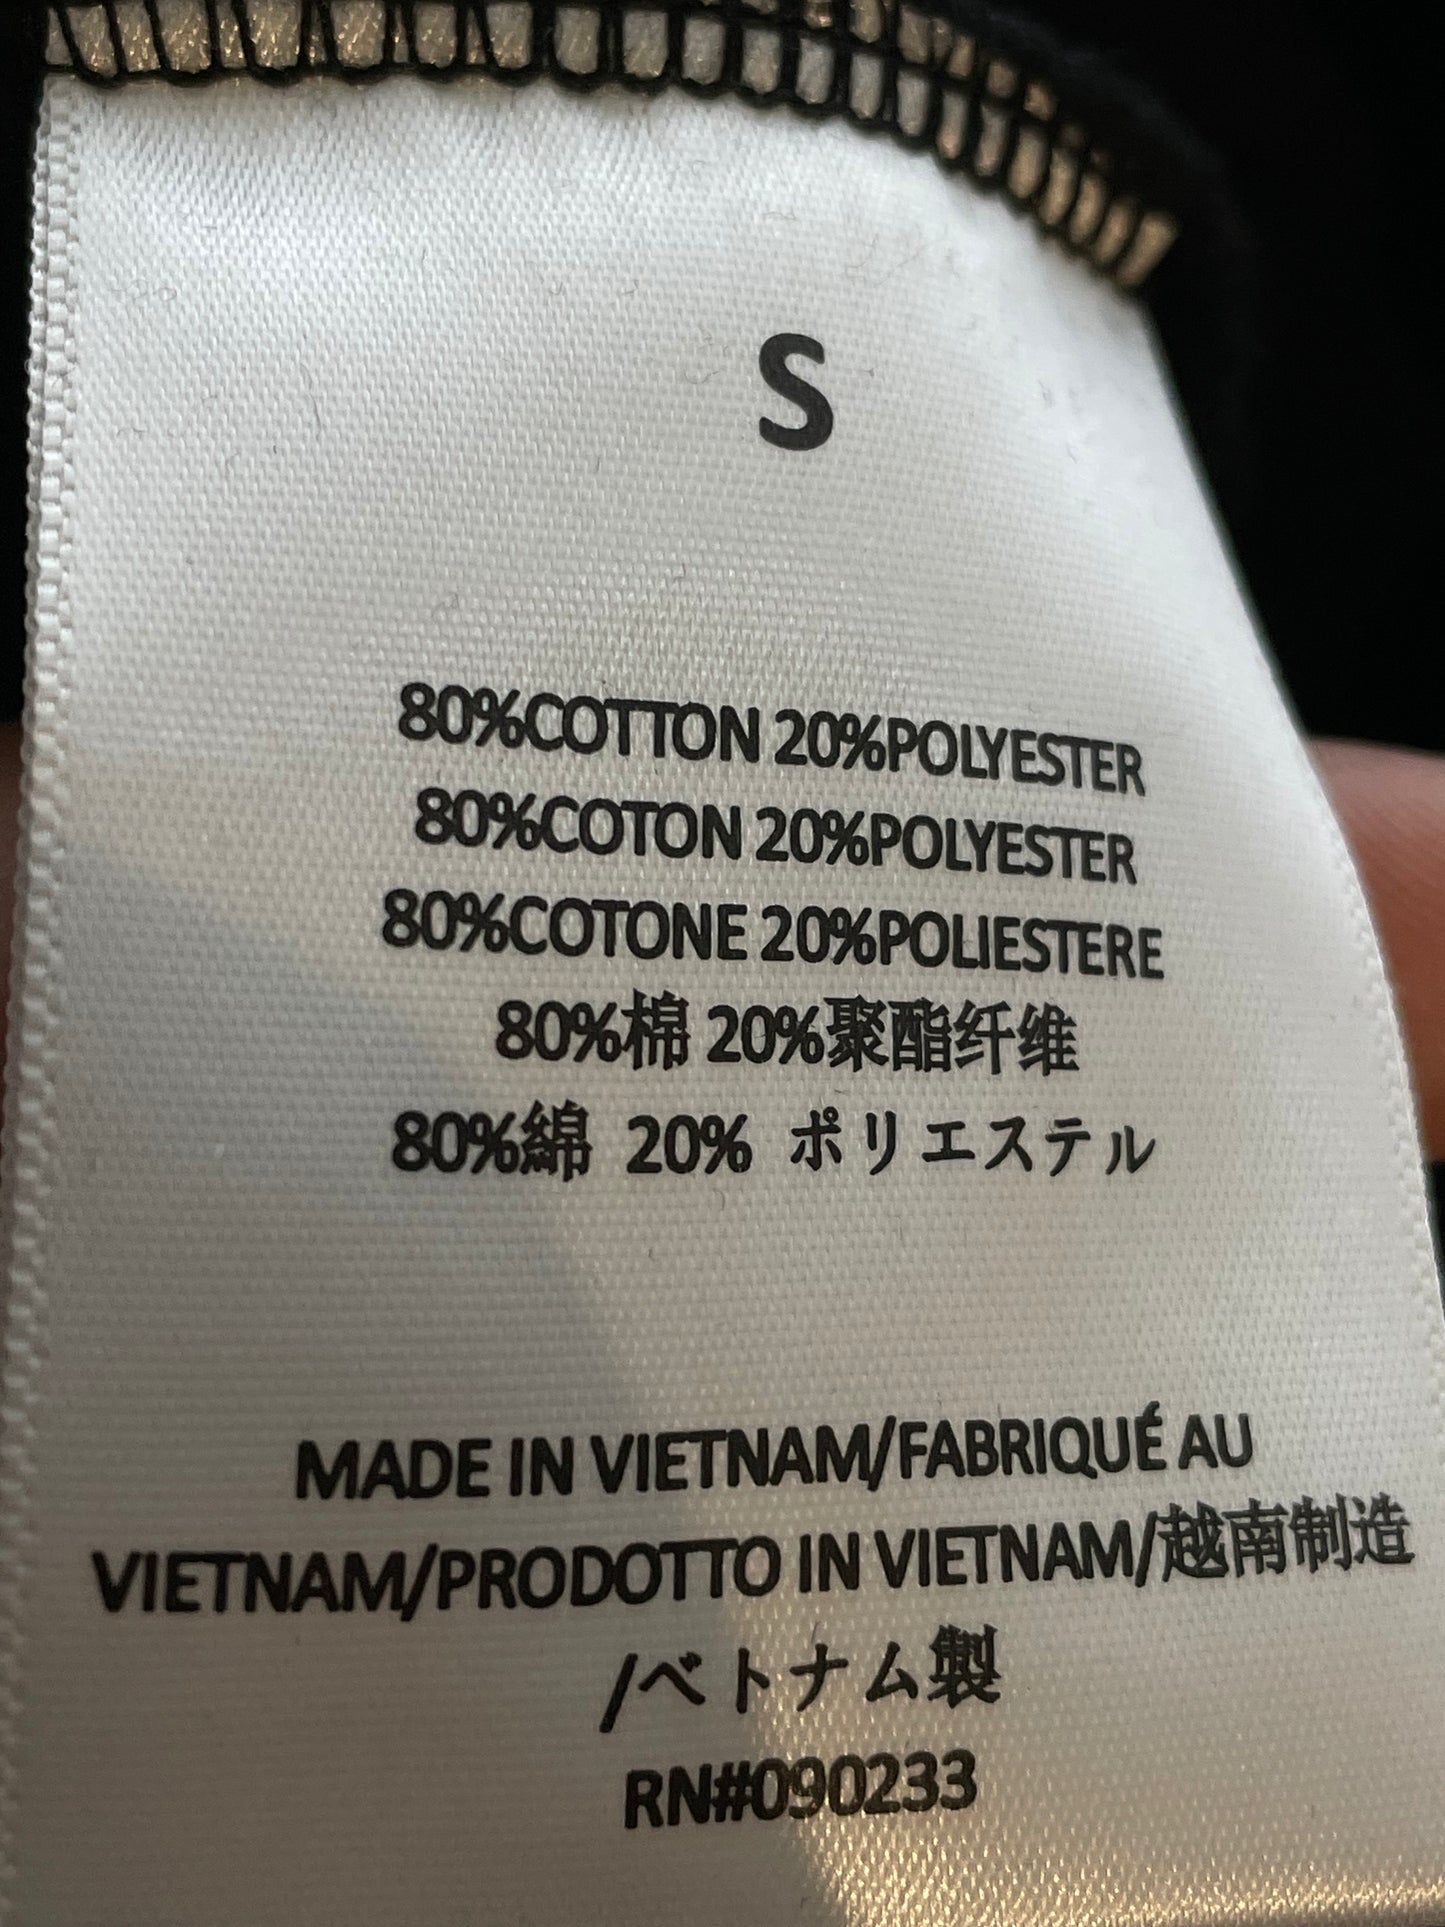 S
80%COTTON 20%POLYESTER
80%COTON 20%POLYESTER
80%COTONE 20%POLIESTERE
80%棉 20%聚酯纤维
80%綿 20% ポリエステル
MADE IN VIETNAM/FABRIQUÉ AU
VIETNAM/PRODOTTO IN VIETNAM/越南制造
/ベトナム製
RN#090233